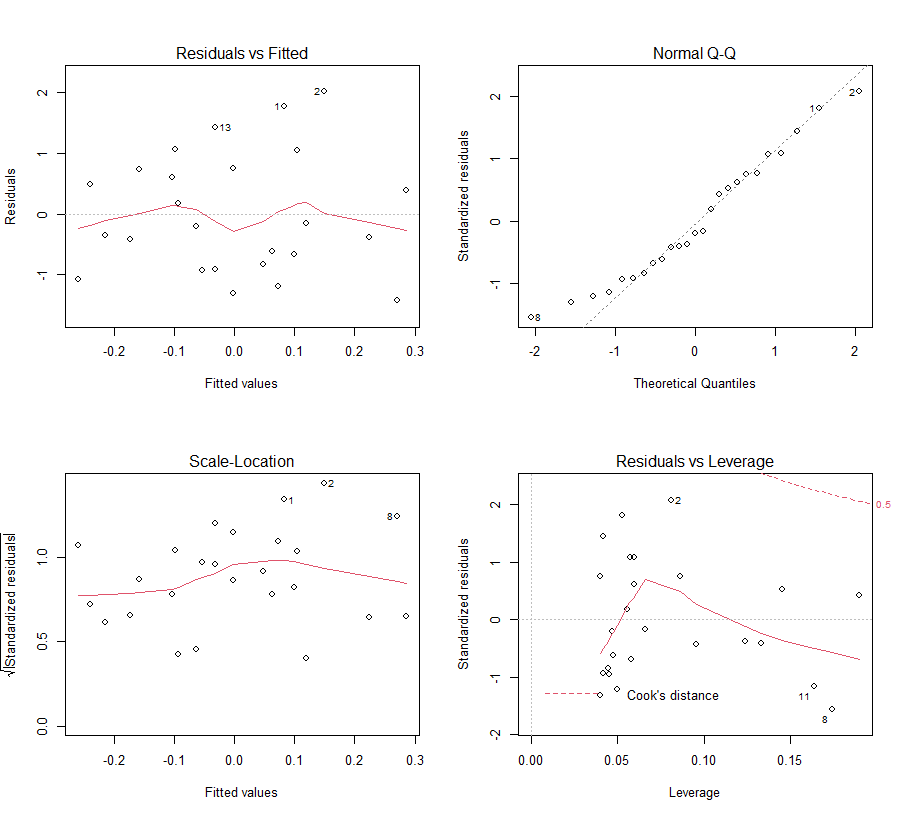 Residuals vs Fitted
Residuals
2
1
0
-1
2
1
13
-0.2 -0.1 0.0 0.1 0.2 0.3
Fitted values
Normal Q-Q
Standardized residuals
2
1
0
-1
1
2
8
-2 -1 0 1 2
Theoretical Quantiles
Scale-Location
√|Standardized residuals|
1.0
0.5
0.0
2
1
8
-0.2 -0.1 0.0 0.1 0.2 0.3
Fitted values
Residuals vs Leverage
Standardized residuals
2
1
0
-1
-2
2
0.5
Cook's distance
11
8
0.00 0.05 0.10 0.15
Leverage